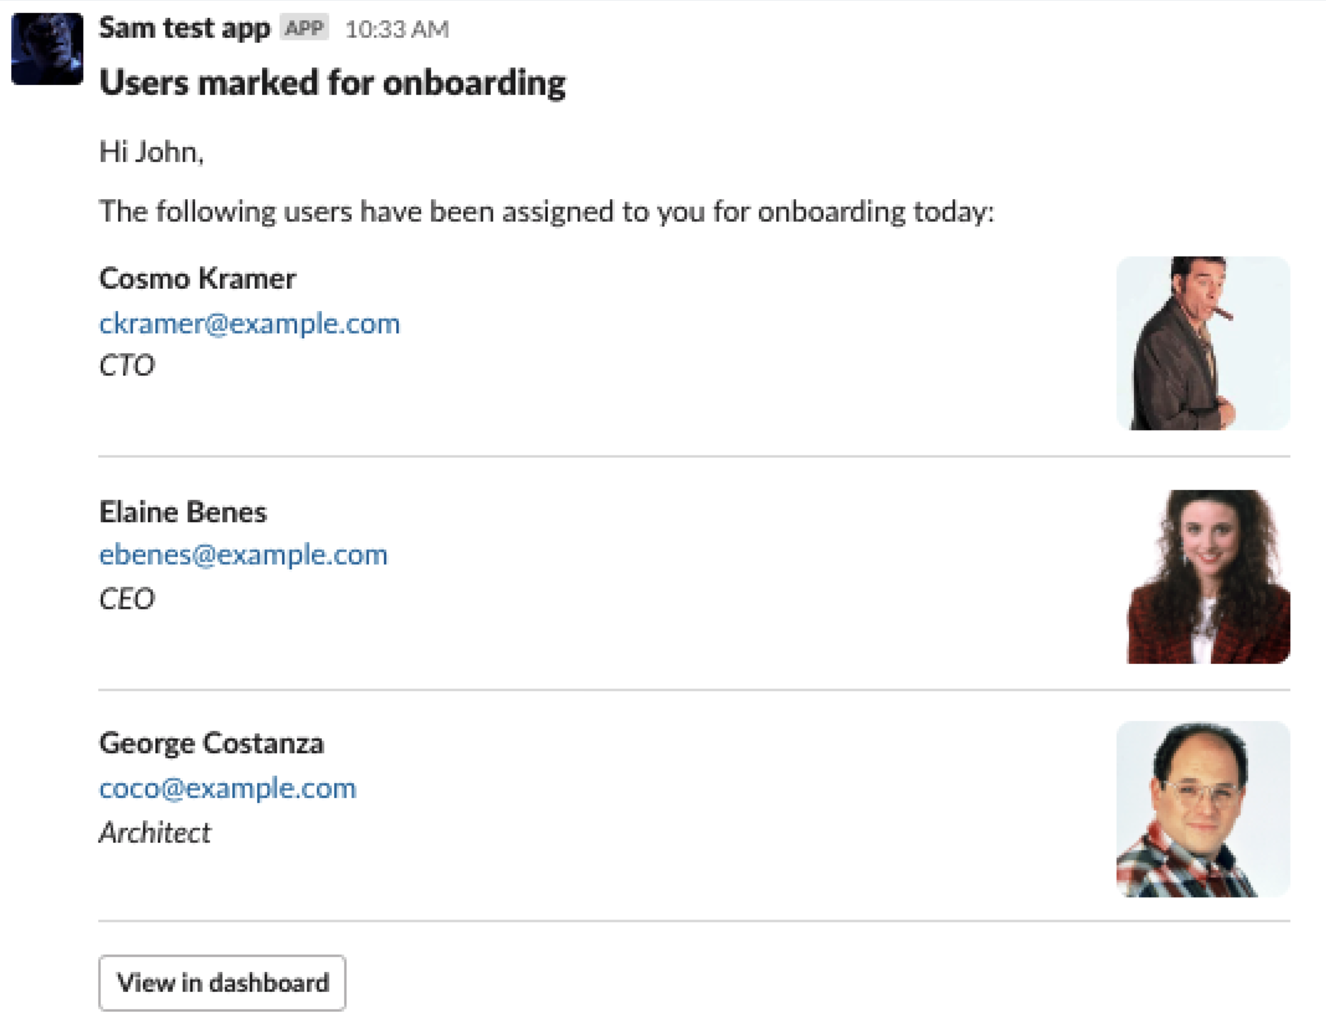 Sam test app APP 10:33 AM
Users marked for onboarding
Hi John,
The following users have been assigned to you for onboarding today:
Cosmo Kramer
ckramer@example.com
CTO
Elaine Benes
ebenes@example.com
CEO
George Costanza
coco@example.com
Architect
View in dashboard